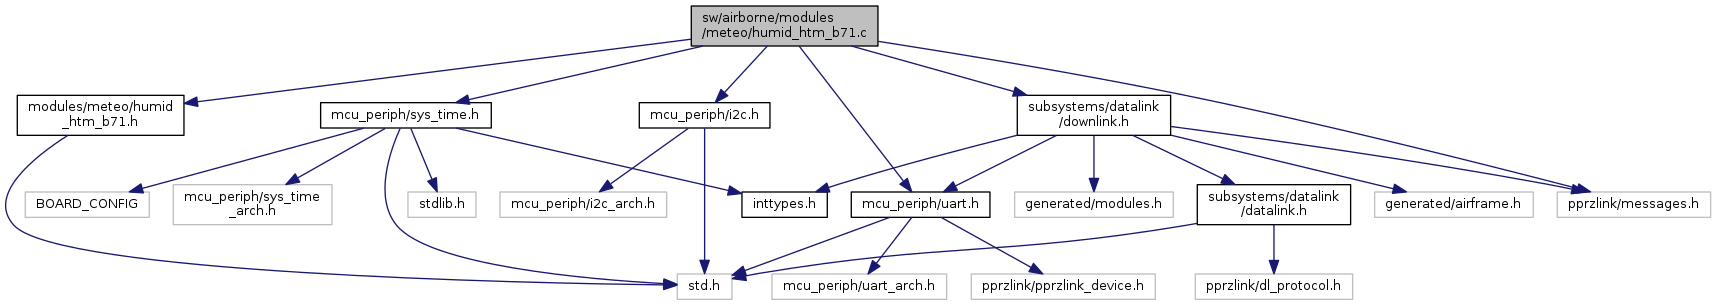 sw/airborne/modules
/meteo/humid_htm_b71.c
modules/meteo/humid
_htm_b71.h
mcu_periph/sys_time.h
mcu_periph/i2c.h
subsystems/datalink
/downlink.h
BOARD_CONFIG
mcu_periph/sys_time
_arch.h
stdlib.h
mcu_periph/i2c_arch.h
inttypes.h
mcu_periph/uart.h
generated/modules.h
subsystems/datalink
/datalink.h
generated/airframe.h
pprzlink/messages.h
std.h
mcu_periph/uart_arch.h
pprzlink/pprzlink_device.h
pprzlink/dl_protocol.h